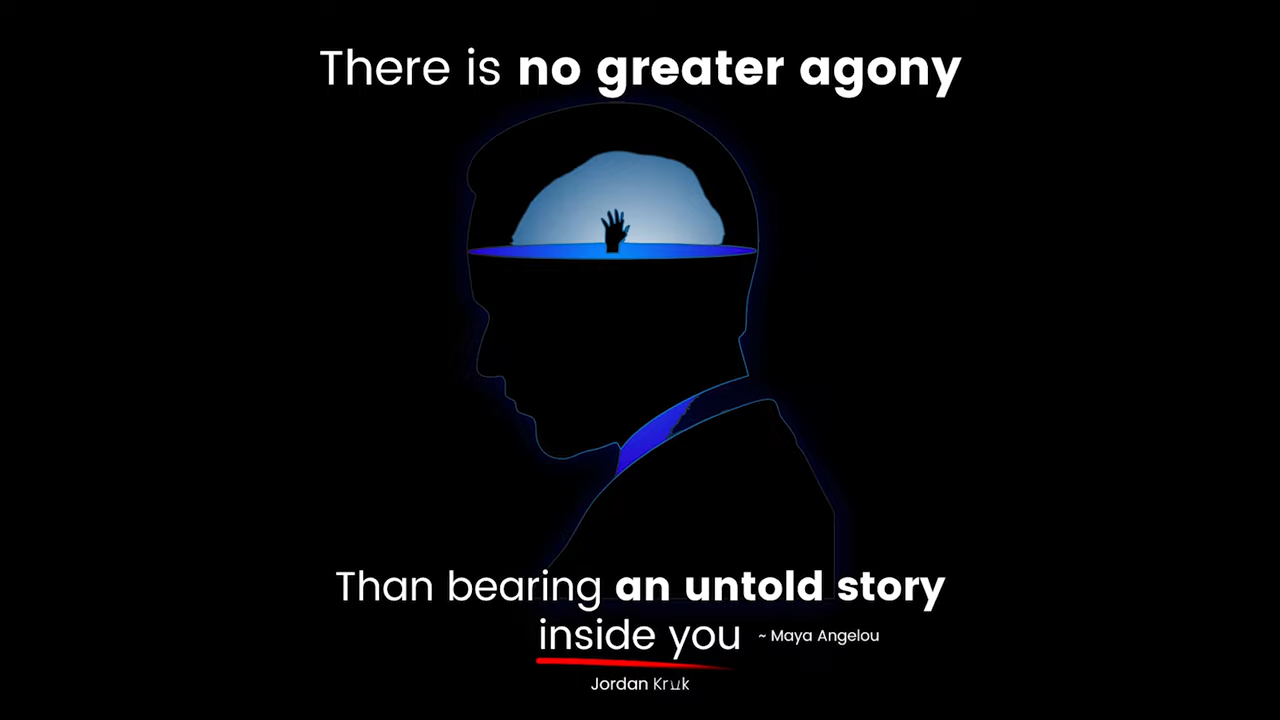 There is no greater agony
Than bearing an untold story
inside you ~ Maya Angelou
Jordan